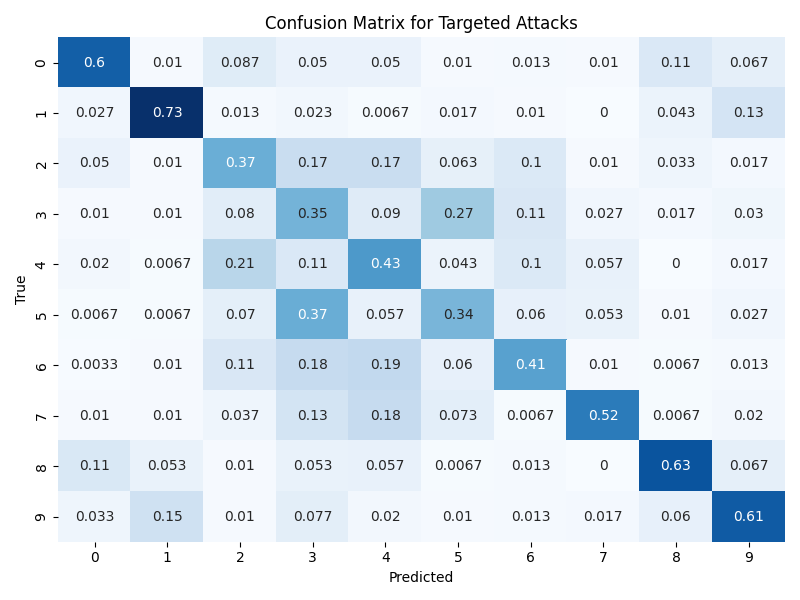 Confusion Matrix for Targeted Attacks
0 0.6 0.01 0.087 0.05 0.05 0.01 0.013 0.01 0.11 0.067
1 0.027 0.73 0.013 0.023 0.0067 0.017 0.01 0 0.043 0.13
2 0.05 0.01 0.37 0.17 0.17 0.063 0.1 0.01 0.033 0.017
3 0.01 0.01 0.08 0.35 0.09 0.27 0.11 0.027 0.017 0.03
4 0.02 0.0067 0.21 0.11 0.43 0.043 0.1 0.057 0 0.017
True
5 0.0067 0.0067 0.07 0.37 0.057 0.34 0.06 0.053 0.01 0.027
6 0.0033 0.01 0.11 0.18 0.19 0.06 0.41 0.01 0.0067 0.013
7 0.01 0.01 0.037 0.13 0.18 0.073 0.0067 0.52 0.0067 0.02
8 0.11 0.053 0.01 0.053 0.057 0.0067 0.013 0 0.63 0.067
9 0.033 0.15 0.01 0.077 0.02 0.01 0.013 0.017 0.06 0.61
0 1 2 3 4 5 6 7 8 9
Predicted